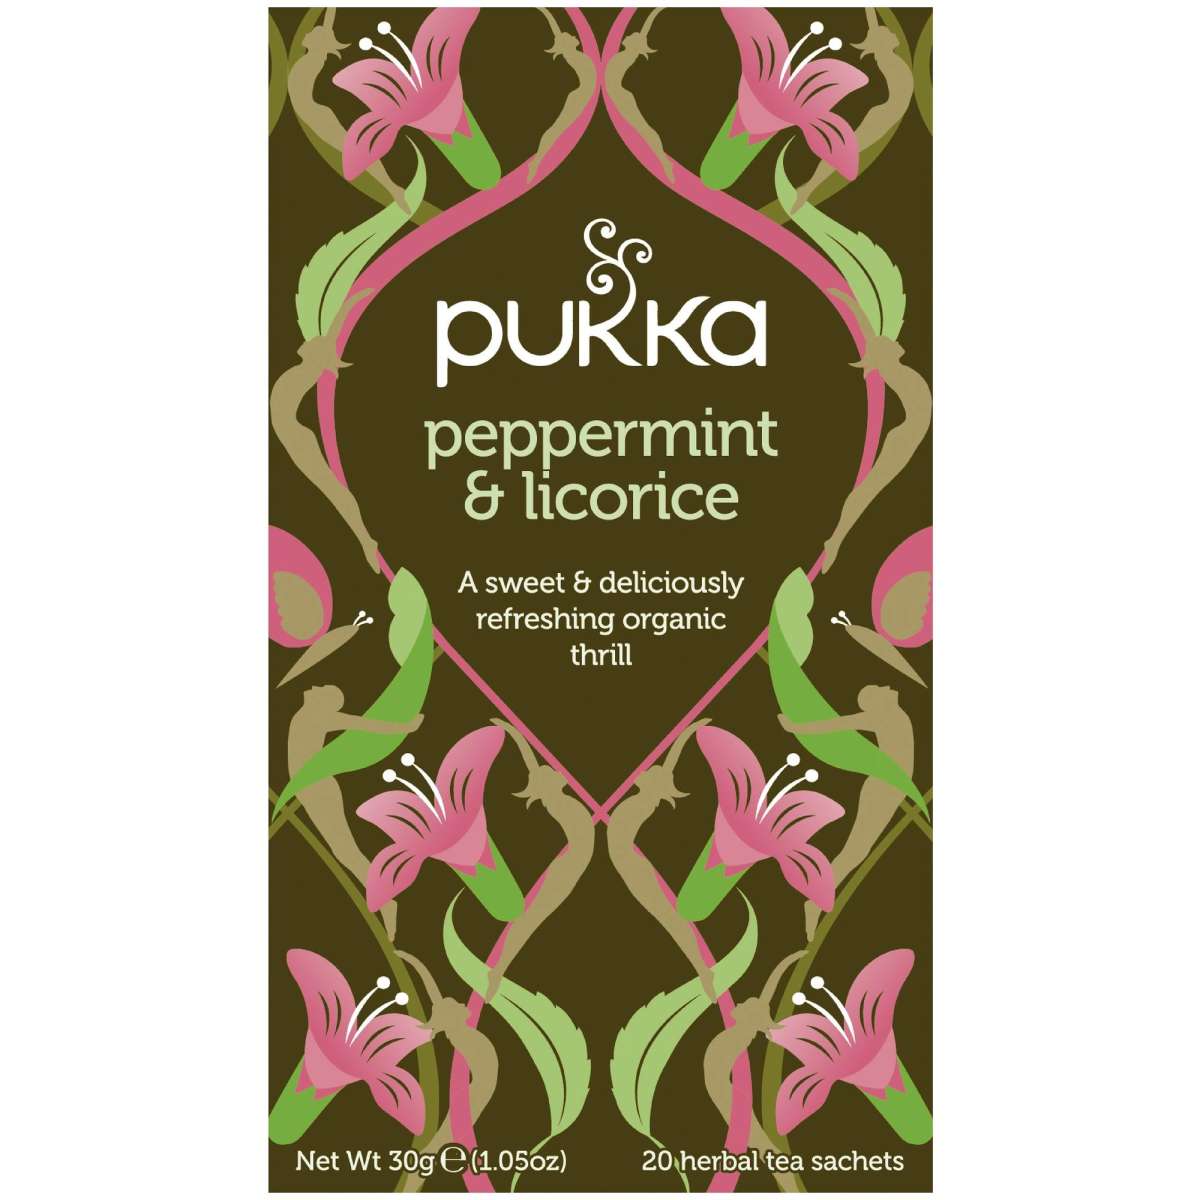 pukka
peppermint
& licorice
A sweet & deliciously
refreshing organic
thrill
Net Wt 30g ℮ (1.05oz)
20 herbal tea sachets